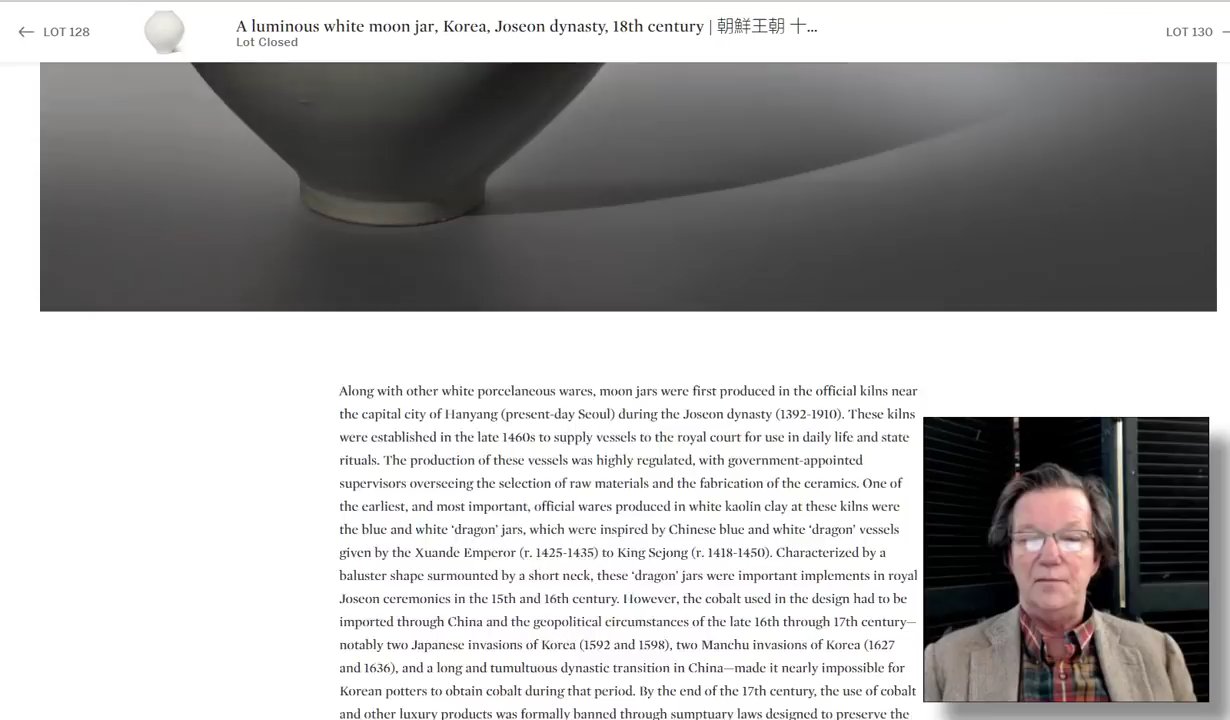 LOT 128
A luminous white moon jar, Korea, Joseon dynasty, 18th century | 朝鮮王朝 十...
Lot Closed
LOT 130
Along with other white porcelaneous wares, moon jars were first produced in the official kilns near
the capital city of Hanyang (present-day Seoul) during the Joseon dynasty (1392-1910). These kilns
were established in the late 1460s to supply vessels to the royal court for use in daily life and state
rituals. The production of these vessels was highly regulated, with government-appointed
supervisors overseeing the selection of raw materials and the fabrication of the ceramics. One of
the earliest, and most important, official wares produced in white kaolin clay at these kilns were
the blue and white ‘dragon’ jars, which were inspired by Chinese blue and white ‘dragon’ vessels
given by the Xuande Emperor (r. 1425-1435) to King Sejong (r. 1418-1450). Characterized by a
baluster shape surmounted by a short neck, these ‘dragon’ jars were important implements in royal
Joseon ceremonies in the 15th and 16th century. However, the cobalt used in the design had to be
imported through China and the geopolitical circumstances of the late 16th through 17th century—
notably two Japanese invasions of Korea (1592 and 1598), two Manchu invasions of Korea (1627
and 1636), and a long and tumultuous dynastic transition in China—made it nearly impossible for
Korean potters to obtain cobalt during that period. By the end of the 17th century, the use of cobalt
and other luxury products was formally banned through sumptuary laws designed to preserve the